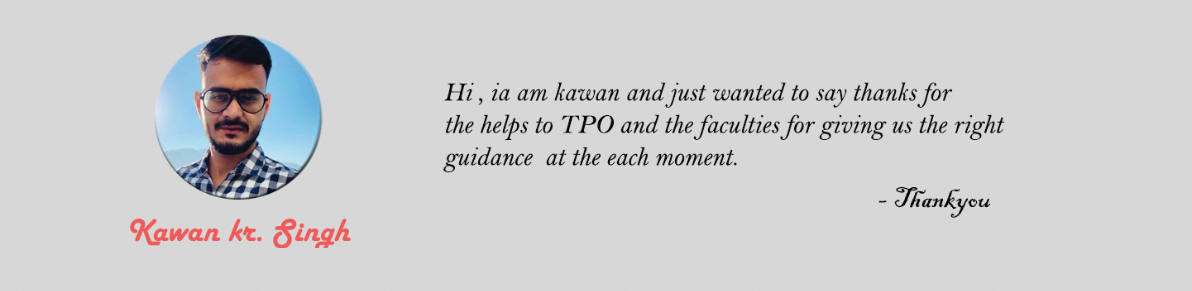 Hi , ia am kawan and just wanted to say thanks for
the helps to TPO and the faculties for giving us the right
guidance at the each moment.
- Thankyou
Kawan kr. Singh